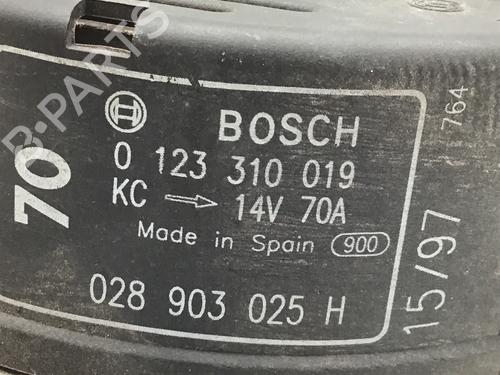 BOSCH
0 123 310 019
KC → 14V 70A
Made in Spain 900
028 903 025 H
70
15/97
764
B-PARTS